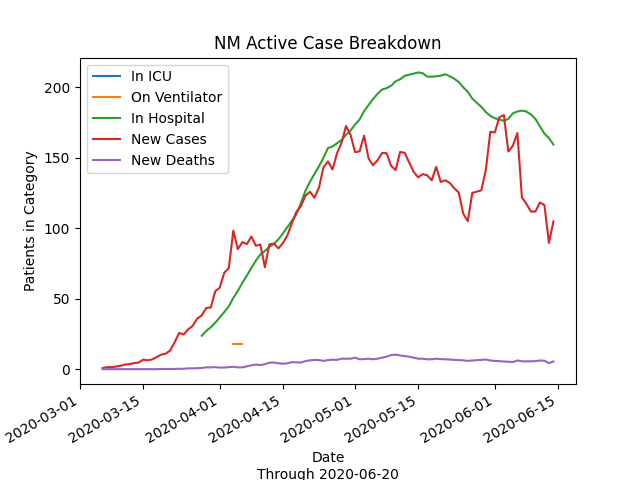 NM Active Case Breakdown
In ICU
On Ventilator
In Hospital
New Cases
New Deaths
Patients in Category
200
150
100
50
0
2020-03-01
2020-03-15
2020-04-01
2020-04-15
2020-05-01
2020-05-15
2020-06-01
2020-06-15
Date
Through 2020-06-20